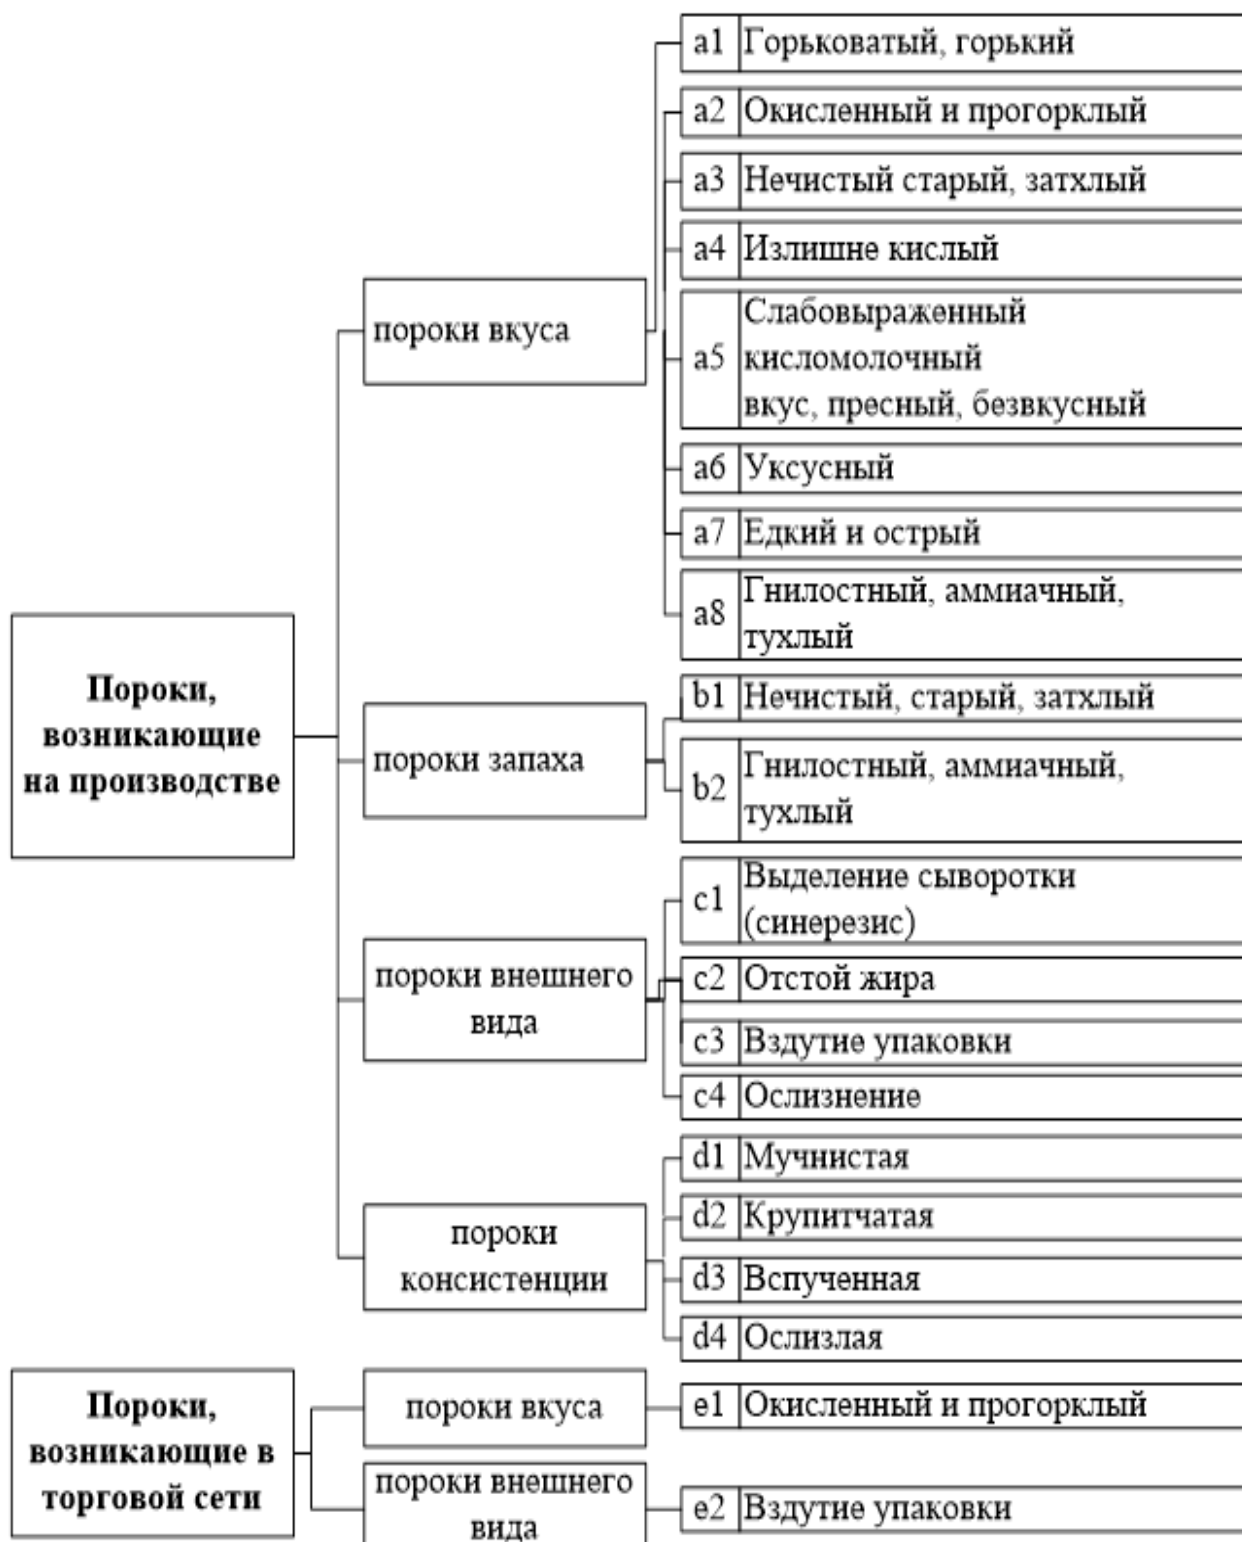 a1 Горьковатый, горький
a2 Окисленный и прогорклый
a3 Нечистый старый, затхлый
a4 Излишне кислый
пороки вкуса
a5 Слабовыраженный
кисломолочный
вкус, пресный, безвкусный
a6 Уксусный
a7 Едкий и острый
a8 Гнилостный, аммиачный,
тухлый
Пороки,
возникающие
на производстве
пороки запаха
b1 Нечистый, старый, затхлый
b2 Гнилостный, аммиачный,
тухлый
пороки внешнего
вида
c1 Выделение сыворотки
(синерезис)
c2 Отстой жира
c3 Вздутие упаковки
c4 Ослизнение
пороки
консистенции
d1 Мучнистая
d2 Крупитчатая
d3 Вспученная
d4 Ослизлая
Пороки,
возникающие в
торговой сети
пороки вкуса
e1 Окисленный и прогорклый
пороки внешнего
вида
e2 Вздутие упаковки